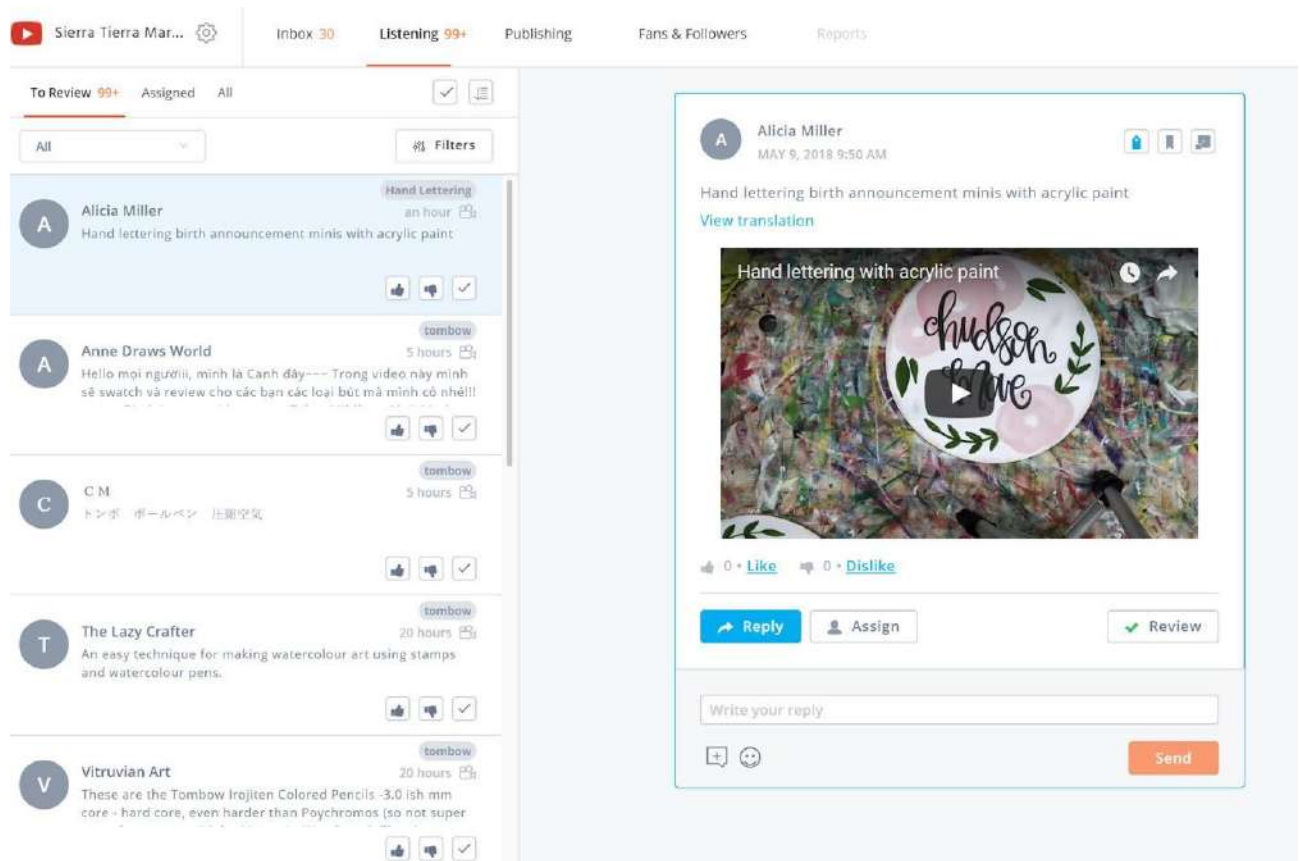 Sierra Tierra Mar... Inbox 30 Listening 99+ Publishing Fans & Followers Reports
To Review 99+ Assigned All
All Filters
Hand Lettering
Alicia Miller an hour
A
Hand lettering birth announcement minis with acrylic paint
tombow
Anne Draws World 5 hours
A
Hello mọi ngườiii, mình là Canh đây~~~ Trong video này mình
sẽ swatch và review cho các bạn các loại bút mà mình có nhé!!!
tombow
C M 5 hours
C
トンボ ボールペン 圧縮空気
tombow
The Lazy Crafter 20 hours
T
An easy technique for making watercolour art using stamps
and watercolour pens.
tombow
Vitruvian Art 20 hours
V
These are the Tombow Irojiten Colored Pencils -3.0 ish mm
core - hard core, even harder than Poychromos (so not super
A
Alicia Miller
MAY 9, 2018 9:50 AM
Hand lettering birth announcement minis with acrylic paint
View translation
Hand lettering with acrylic paint
chudson
& Mae
0 • Like 0 • Dislike
Reply Assign Review
Write your reply
Send